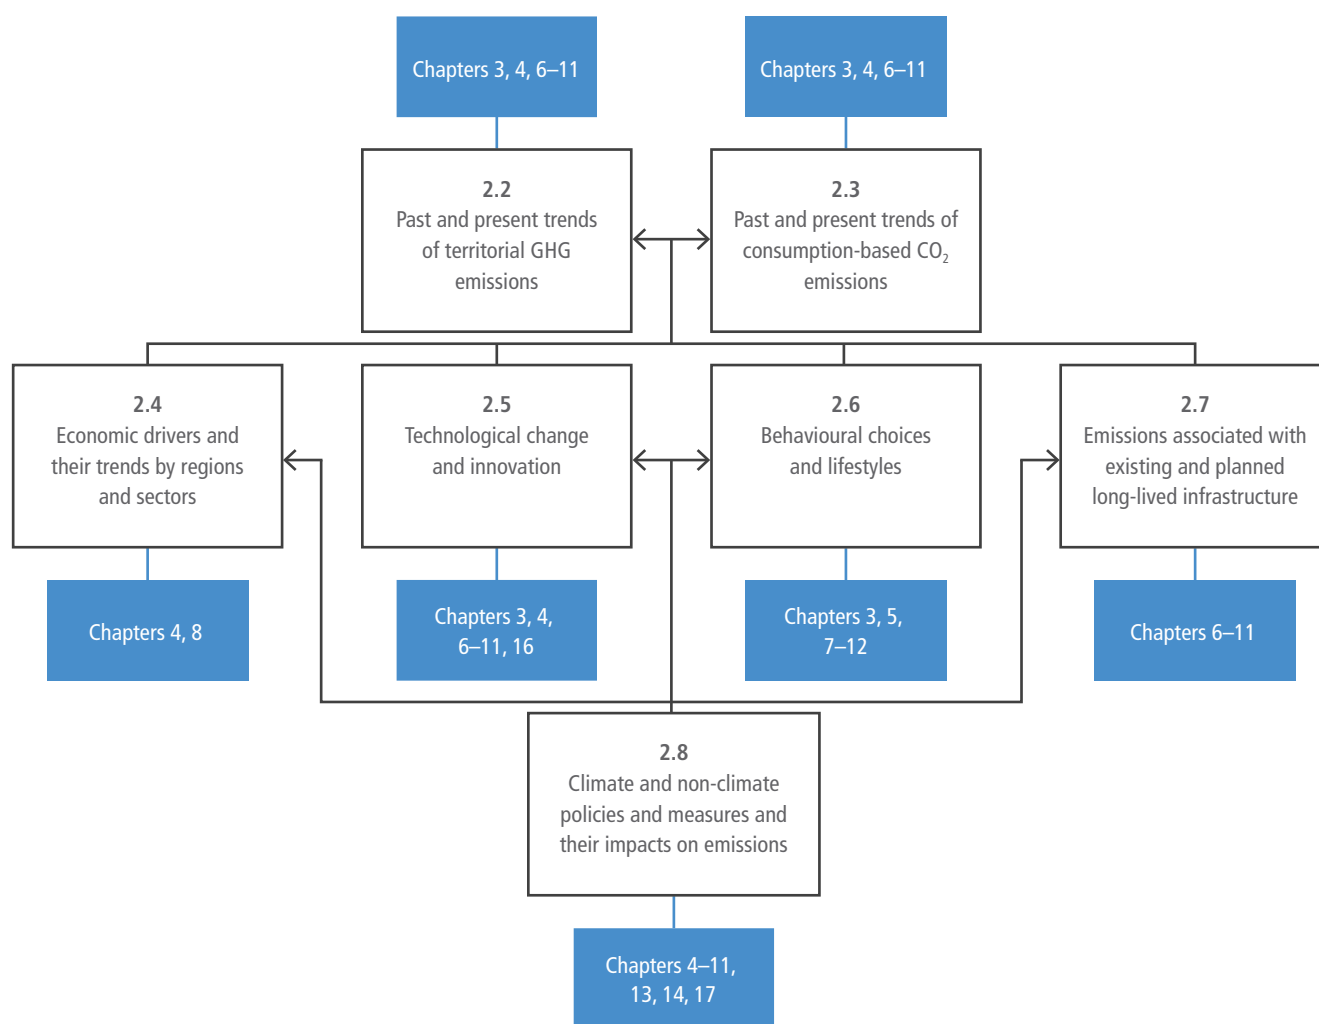 Chapters 3, 4, 6–11
Chapters 3, 4, 6–11
2.2
Past and present trends
of territorial GHG
emissions
2.3
Past and present trends of
consumption-based CO₂
emissions
2.4
Economic drivers and
their trends by regions
and sectors
2.5
Technological change
and innovation
2.6
Behavioural choices
and lifestyles
2.7
Emissions associated with
existing and planned
long-lived infrastructure
Chapters 4, 8
Chapters 3, 4,
6–11, 16
Chapters 3, 5,
7–12
Chapters 6–11
2.8
Climate and non-climate
policies and measures and
their impacts on emissions
Chapters 4–11,
13, 14, 17